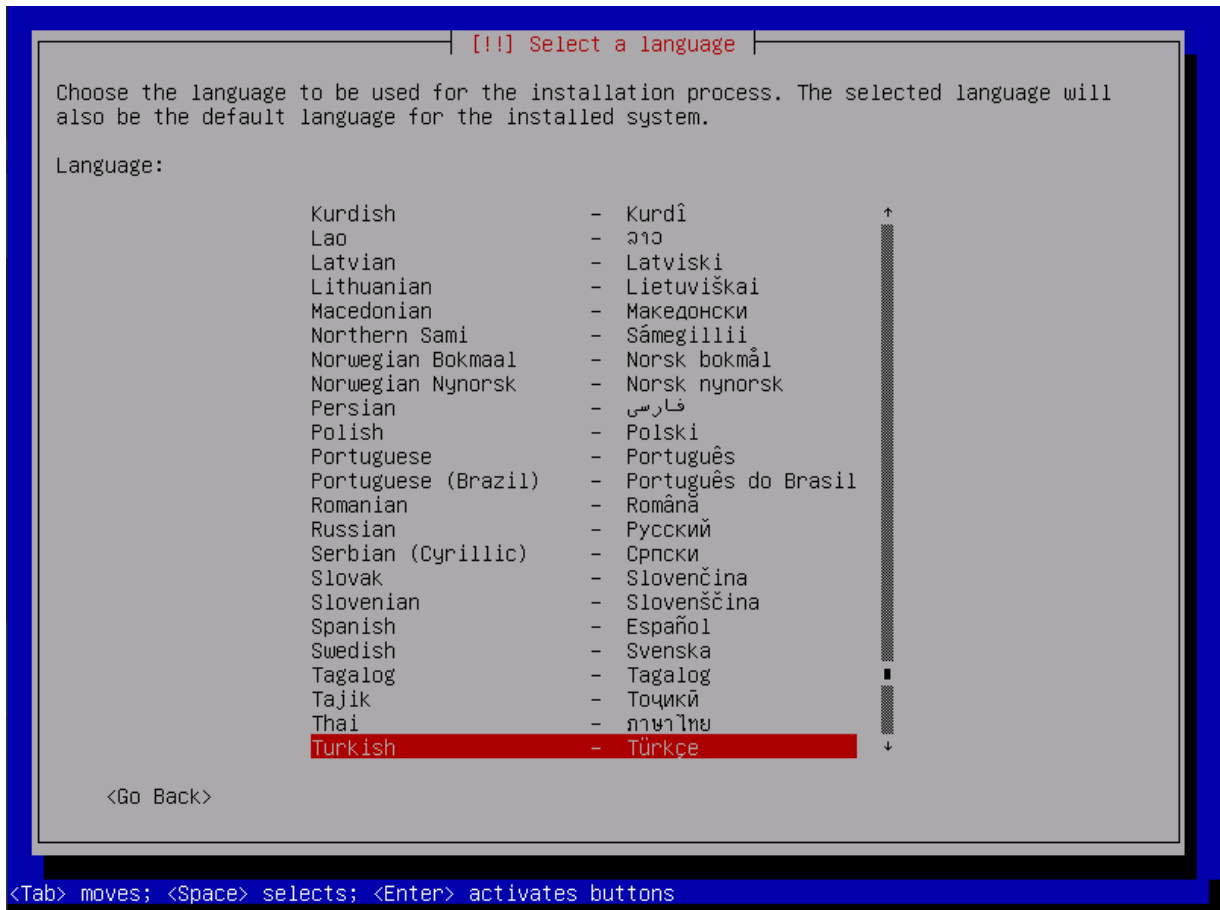 [!!] Select a language
Choose the language to be used for the installation process. The selected language will
also be the default language for the installed system.
Language:
Kurdish - Kurdî
Lao - ລາວ
Latvian - Latviski
Lithuanian - Lietuviškai
Macedonian - Македонски
Northern Sami - Sámegillii
Norwegian Bokmaal - Norsk bokmål
Norwegian Nynorsk - Norsk nynorsk
Persian - فارسی
Polish - Polski
Portuguese - Português
Portuguese (Brazil) - Português do Brasil
Romanian - Română
Russian - Русский
Serbian (Cyrillic) - Српски
Slovak - Slovenčina
Slovenian - Slovenščina
Spanish - Español
Swedish - Svenska
Tagalog - Tagalog
Tajik - Тоҷикӣ
Thai - ภาษาไทย
Turkish - Türkçe
<Go Back>
<Tab> moves; <Space> selects; <Enter> activates buttons